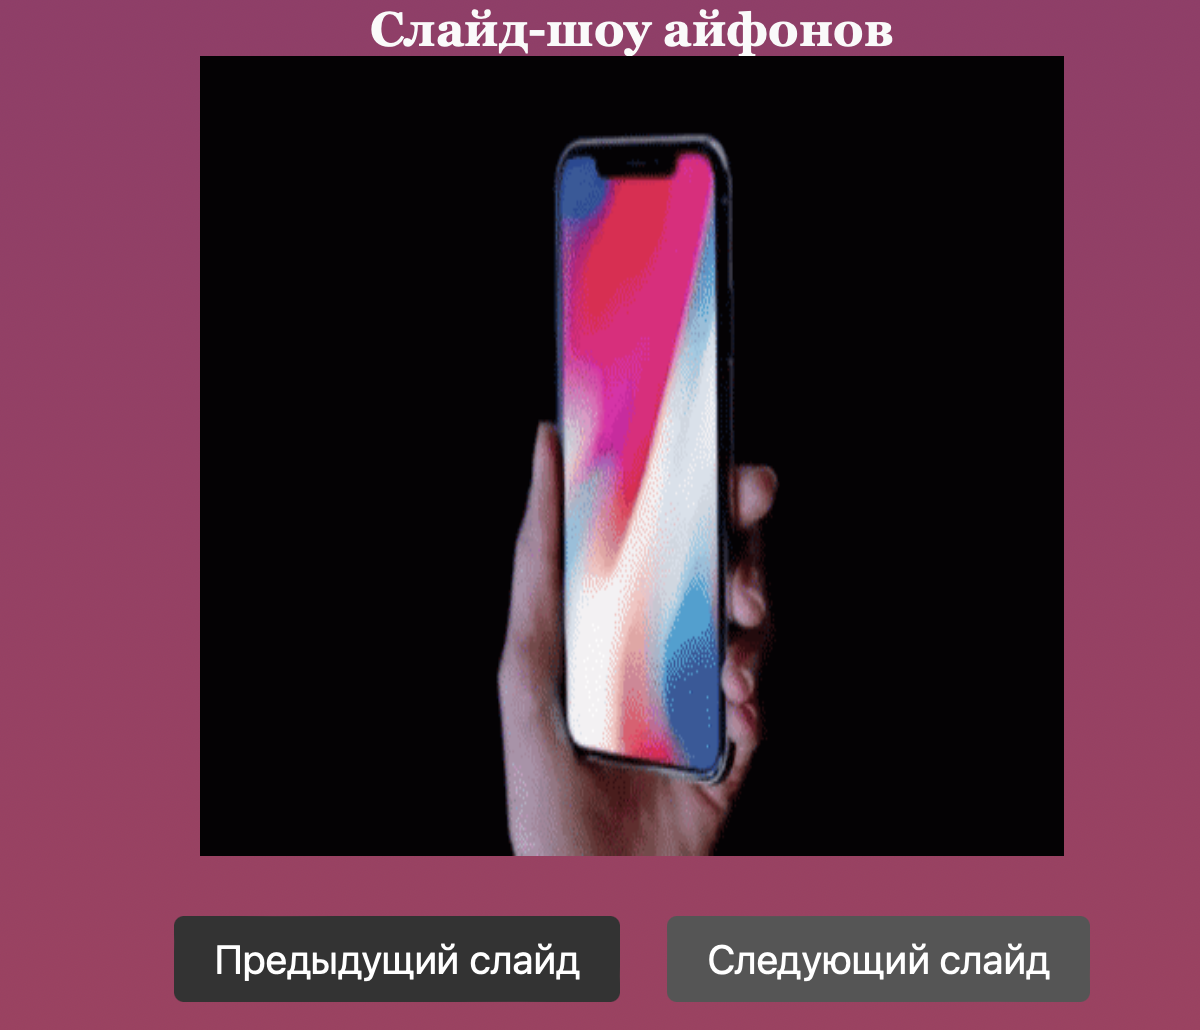 Слайд-шоу айфонов
Предыдущий слайд
Следующий слайд